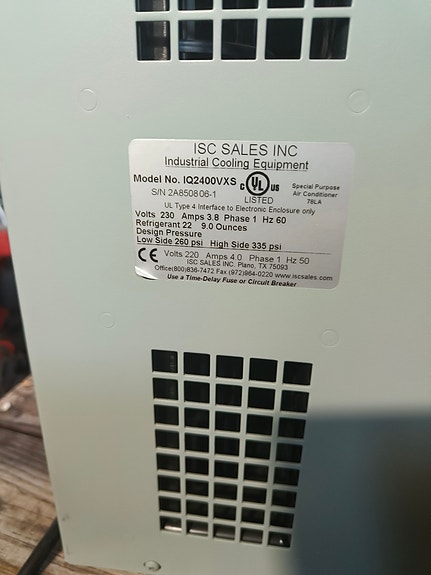 ISC SALES INC
Industrial Cooling Equipment
Model No. IQ2400VXS
S/N 2A850806-1
C UL US
LISTED
Special Purpose
Air Conditioner
78LA
UL Type 4 Interface to Electronic Enclosure only
Volts 230 Amps 3.8 Phase 1 Hz 60
Refrigerant 22 9.0 Ounces
Design Pressure
Low Side 260 psi High Side 335 psi
CE Volts 220 Amps 4.0 Phase 1 Hz 50
ISC SALES INC. Plano, TX 75093
Office(800)836-7472 Fax (972)964-0220 www.iscsales.com
Use a Time-Delay Fuse or Circuit Breaker